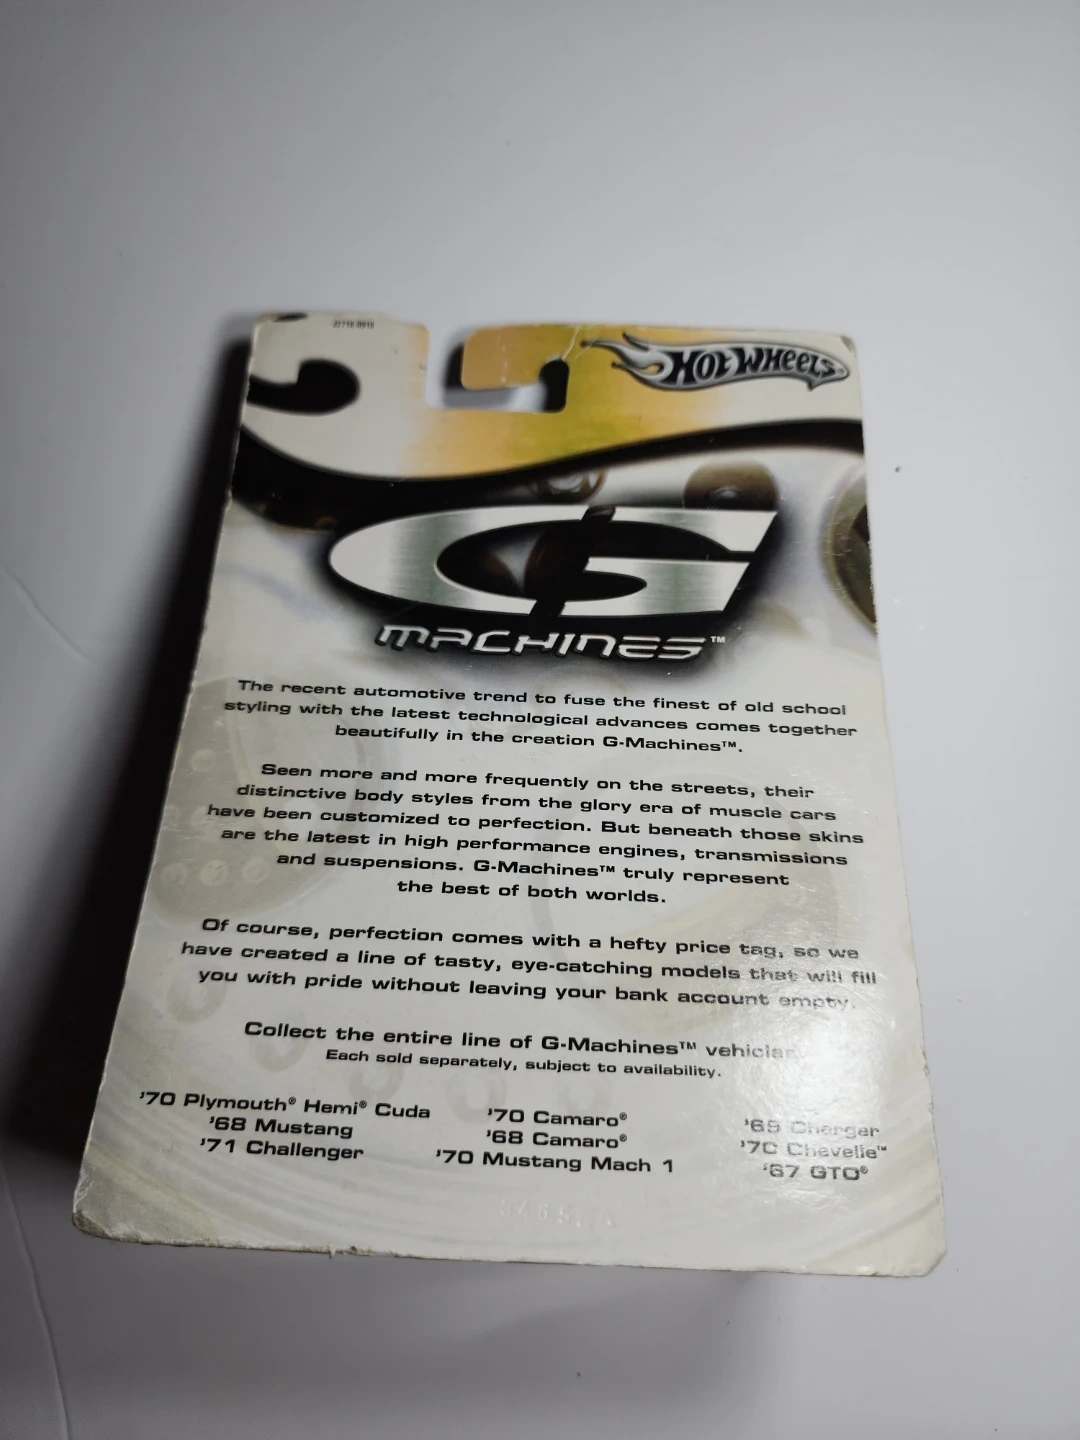 HOT WHEELS
G
MACHINES™
The recent automotive trend to fuse the finest of old school
styling with the latest technological advances comes together
beautifully in the creation G-Machines™.
Seen more and more frequently on the streets, their
distinctive body styles from the glory era of muscle cars
have been customized to perfection. But beneath those skins
are the latest in high performance engines, transmissions
and suspensions. G-Machines™ truly represent
the best of both worlds.
Of course, perfection comes with a hefty price tag, so we
have created a line of tasty, eye-catching models that will fill
you with pride without leaving your bank account empty.
Collect the entire line of G-Machines™ vehicles
Each sold separately, subject to availability.
'70 Plymouth® Hemi® Cuda '70 Camaro® '69 Charger
'68 Mustang '68 Camaro® '70 Chevelle™
'71 Challenger '70 Mustang Mach 1 '67 GTO®